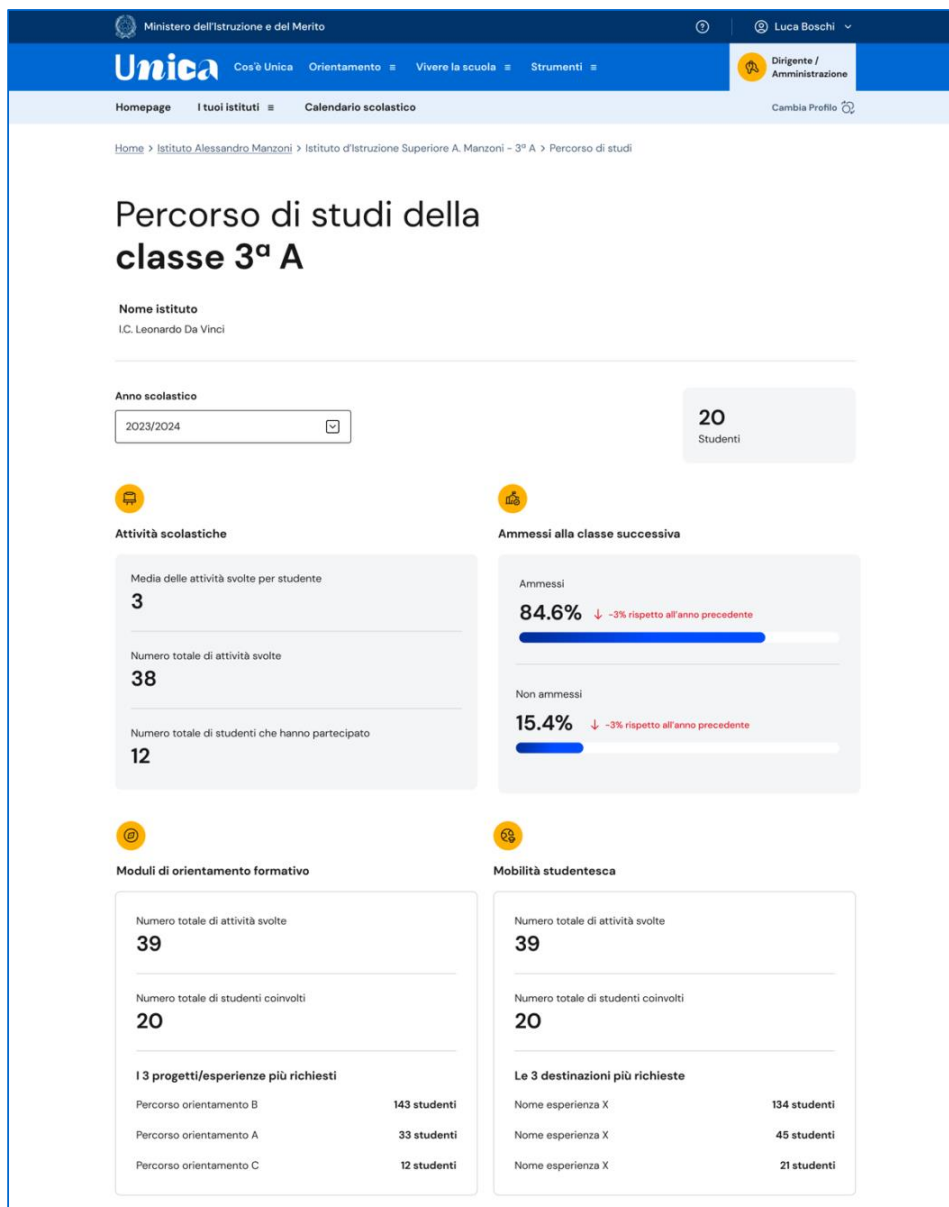 Ministero dell'Istruzione e del Merito
Luca Boschi
Unica
Cos'è Unica Orientamento Vivere la scuola Strumenti
Dirigente /
Amministrazione
Homepage I tuoi istituti Calendario scolastico
Cambia Profilo
Home > Istituto Alessandro Manzoni > Istituto d'Istruzione Superiore A. Manzoni - 3ª A > Percorso di studi
Percorso di studi della
classe 3ª A
Nome istituto
I.C. Leonardo Da Vinci
Anno scolastico
2023/2024
20
Studenti
Attività scolastiche
Media delle attività svolte per studente
3
Numero totale di attività svolte
38
Numero totale di studenti che hanno partecipato
12
Ammessi alla classe successiva
Ammessi
84.6% ↓ -3% rispetto all'anno precedente
Non ammessi
15.4% ↓ -3% rispetto all'anno precedente
Moduli di orientamento formativo
Numero totale di attività svolte
39
Numero totale di studenti coinvolti
20
I 3 progetti/esperienze più richiesti
Percorso orientamento B 143 studenti
Percorso orientamento A 33 studenti
Percorso orientamento C 12 studenti
Mobilità studentesca
Numero totale di attività svolte
39
Numero totale di studenti coinvolti
20
Le 3 destinazioni più richieste
Nome esperienza X 134 studenti
Nome esperienza X 45 studenti
Nome esperienza X 21 studenti